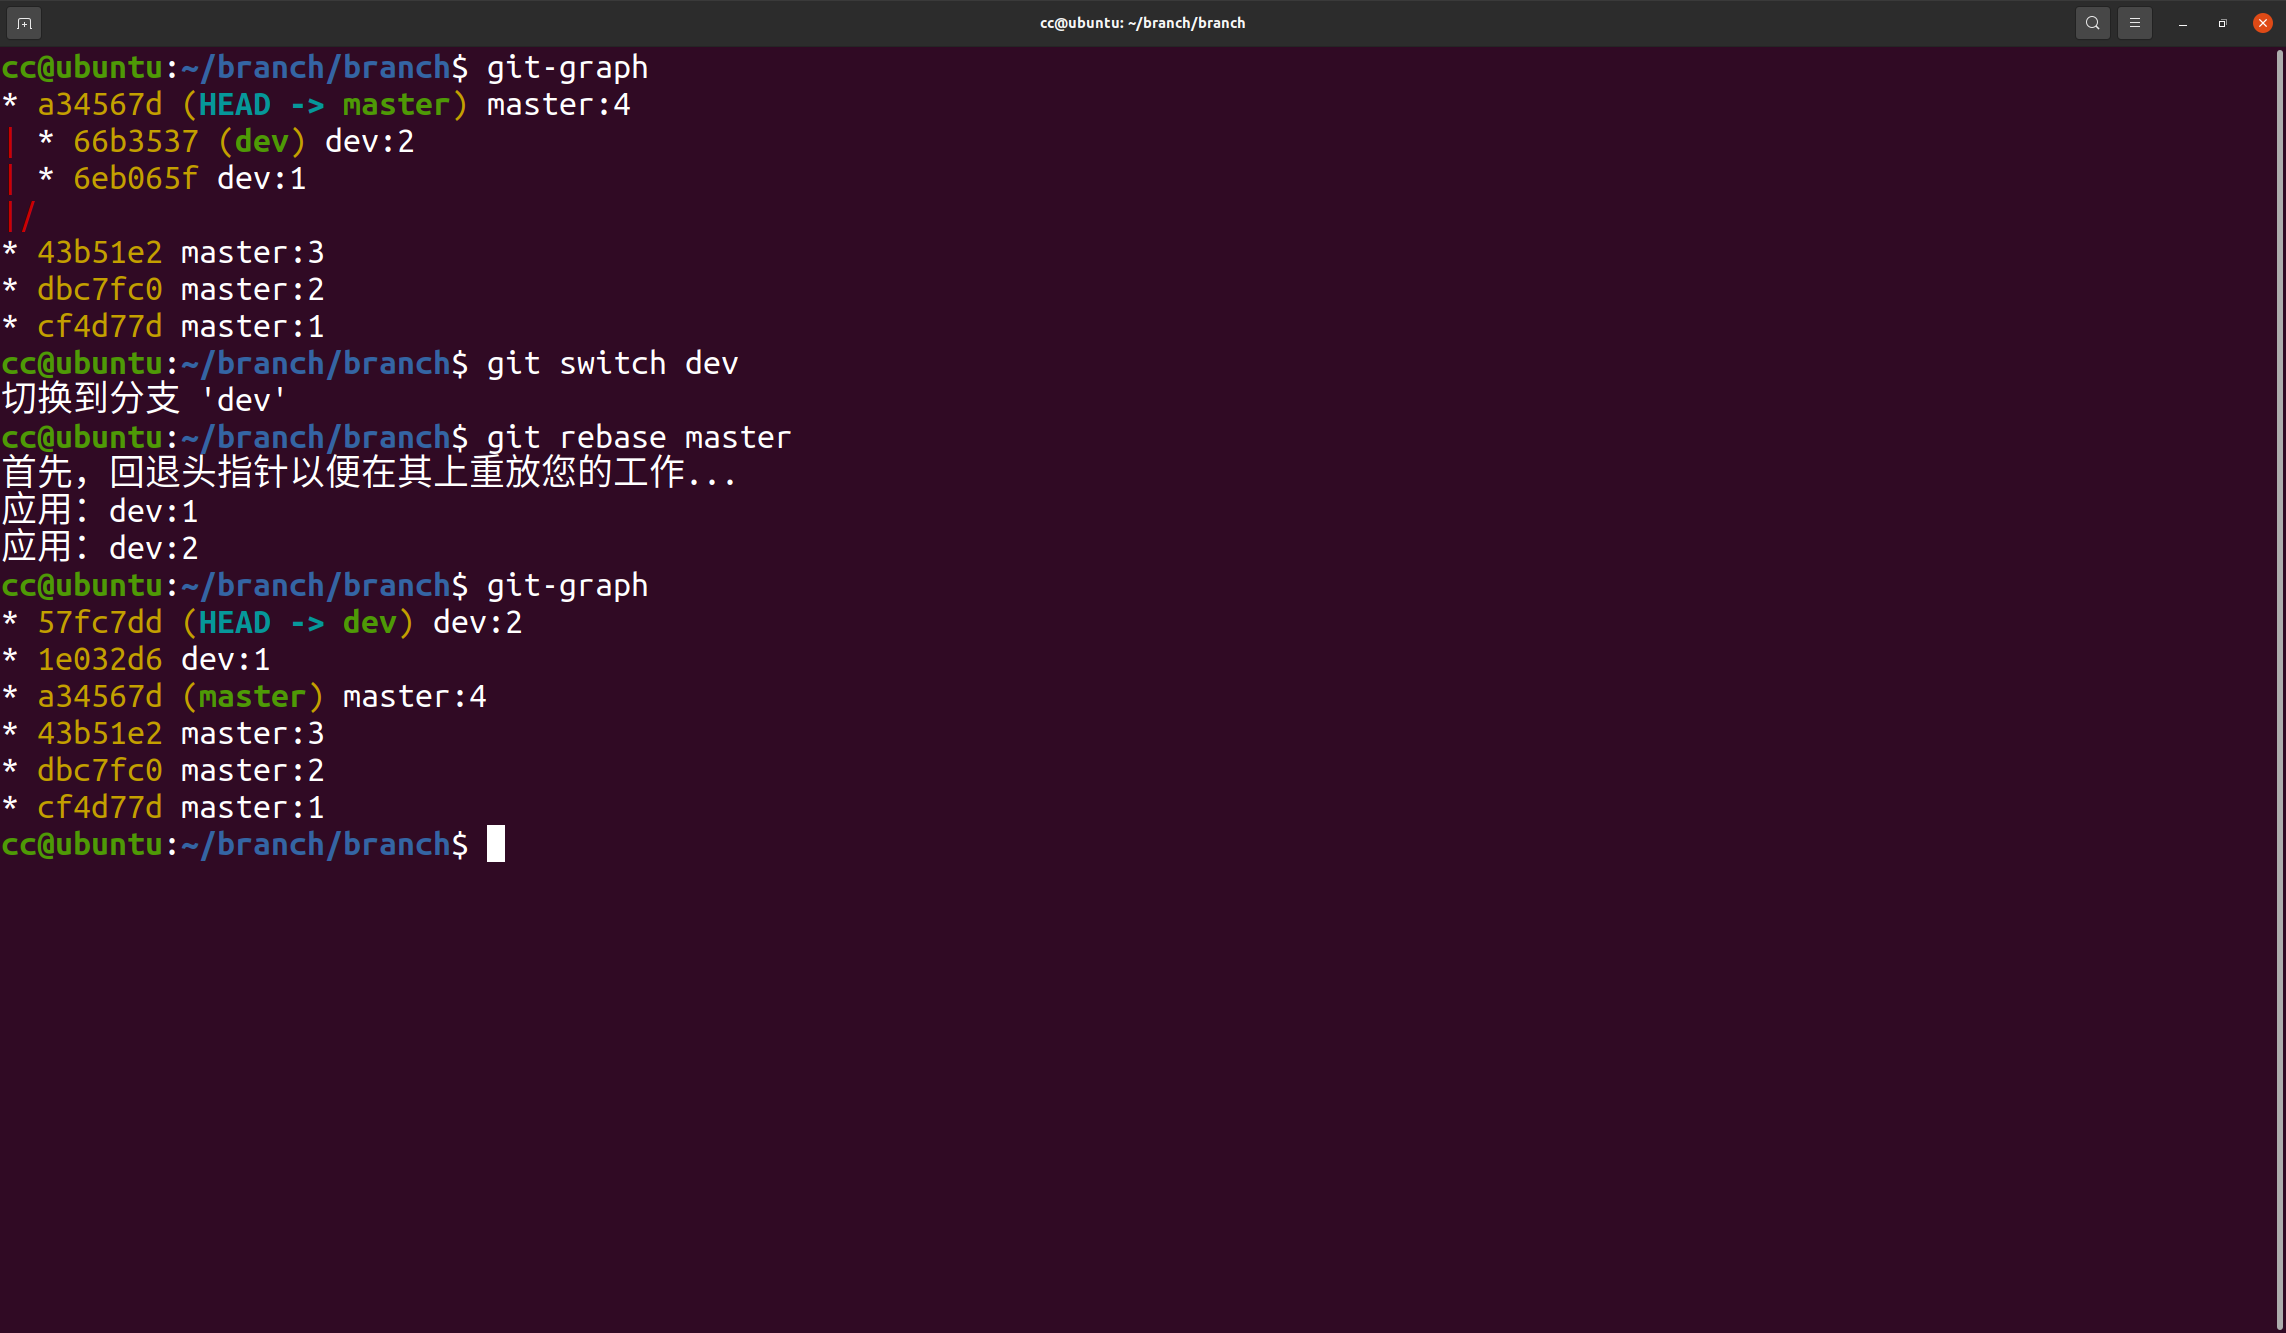 cc@ubuntu: ~/branch/branch
cc@ubuntu:~/branch/branch$ git-graph
* a34567d (HEAD -> master) master:4
| * 66b3537 (dev) dev:2
| * 6eb065f dev:1
|/
* 43b51e2 master:3
* dbc7fc0 master:2
* cf4d77d master:1
cc@ubuntu:~/branch/branch$ git switch dev
切换到分支 'dev'
cc@ubuntu:~/branch/branch$ git rebase master
首先，回退头指针以便在其上重放您的工作...
应用：dev:1
应用：dev:2
cc@ubuntu:~/branch/branch$ git-graph
* 57fc7dd (HEAD -> dev) dev:2
* 1e032d6 dev:1
* a34567d (master) master:4
* 43b51e2 master:3
* dbc7fc0 master:2
* cf4d77d master:1
cc@ubuntu:~/branch/branch$